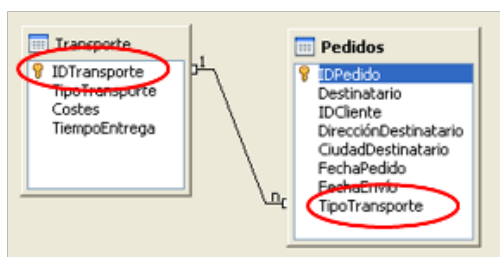 Transporte
IDTransporte
TipoTransporte
Costes
TiempoEntrega
1
n
Pedidos
IDPedido
Destinatario
IDCliente
DirecciónDestinatario
CiudadDestinatario
FechaPedido
FechaEnvío
TipoTransporte